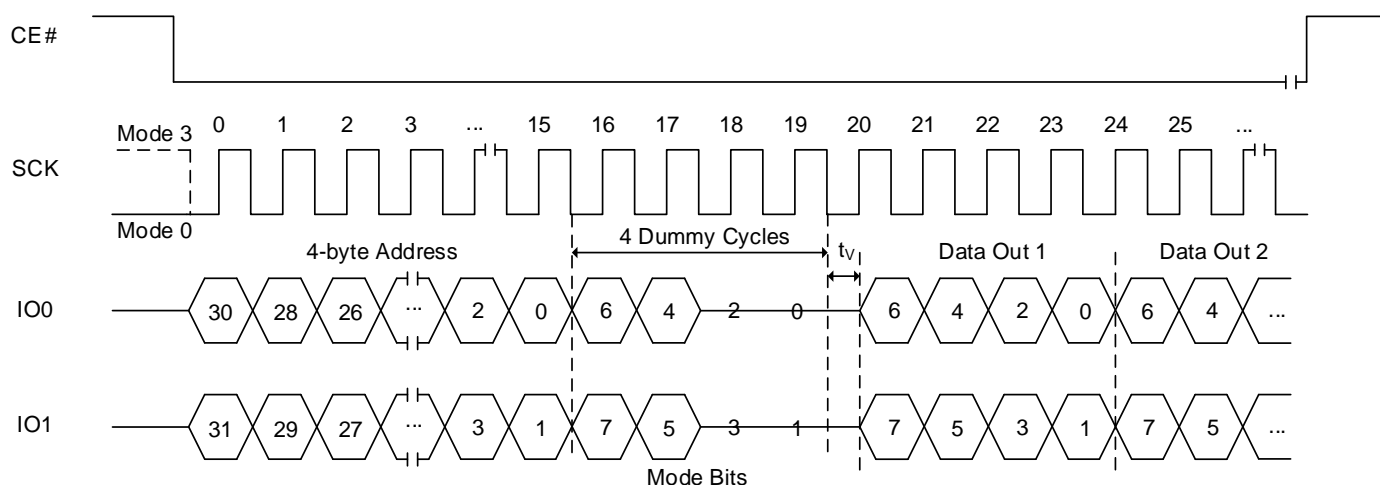 CE#
Mode 3 0 1 2 3 ... 15 16 17 18 19 20 21 22 23 24 25 ...
SCK
Mode 0
4-byte Address 4 Dummy Cycles tV Data Out 1 Data Out 2
IO0 30 28 26 ... 2 0 6 4 2 0 6 4 2 0 6 4 ...
IO1 31 29 27 ... 3 1 7 5 3 1 7 5 3 1 7 5 ...
Mode Bits